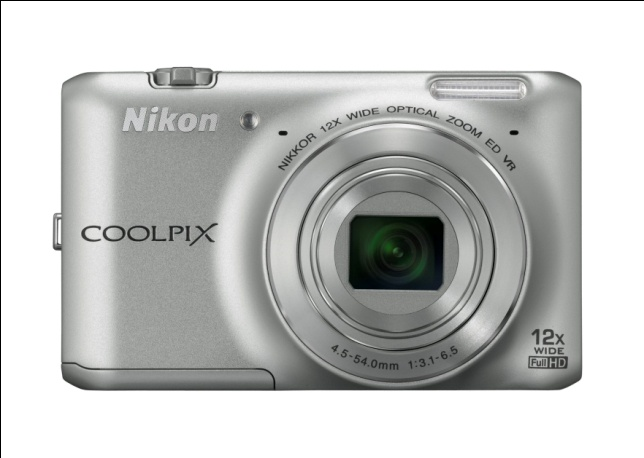 Nikon
NIKKOR 12X WIDE OPTICAL ZOOM ED VR
COOLPIX
4.5-54.0mm 1:3.1-6.5
12x
WIDE
Full HD